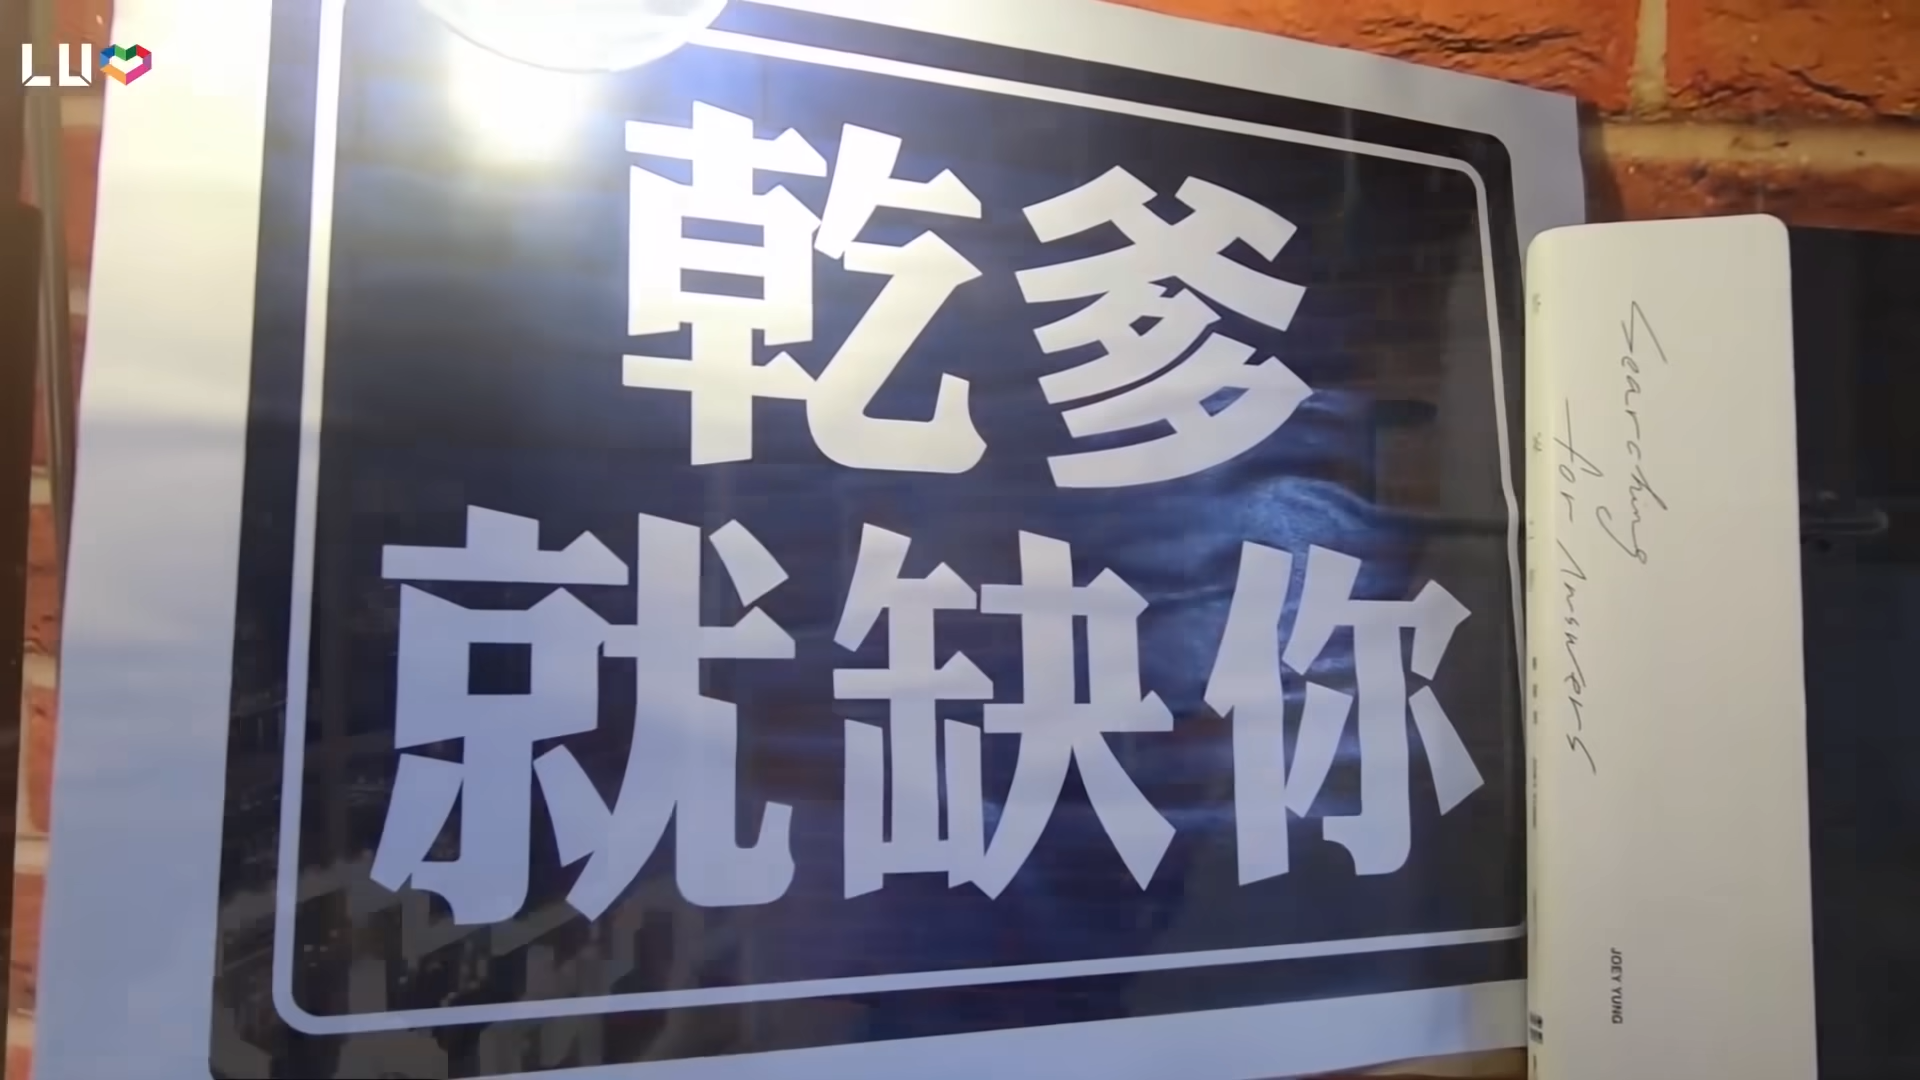 LU
乾爹
就缺你
Searching
for Answers
JOEY YUNG